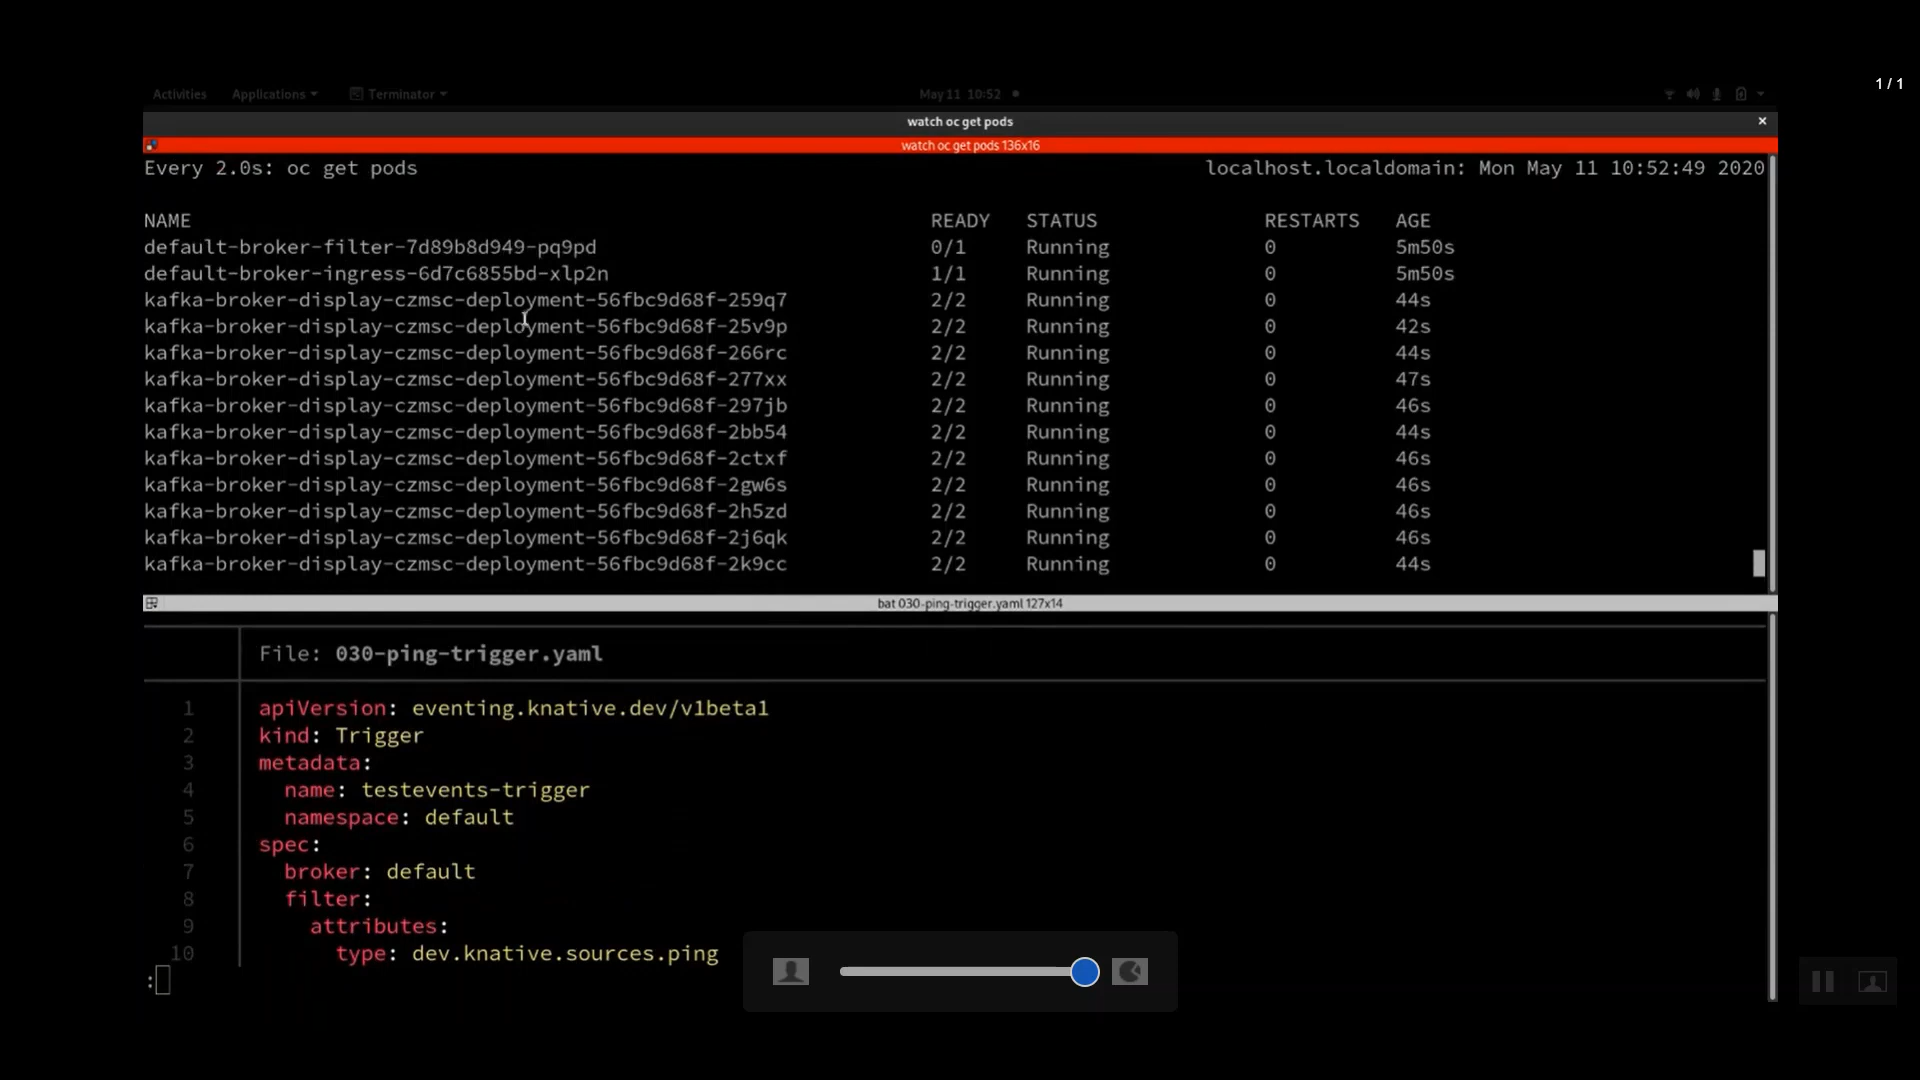 1 / 1
Activities Applications Terminator May 11 10:52
watch oc get pods ×
watch oc get pods 136x16
Every 2.0s: oc get pods localhost.localdomain: Mon May 11 10:52:49 2020
NAME READY STATUS RESTARTS AGE
default-broker-filter-7d89b8d949-pq9pd 0/1 Running 0 5m50s
default-broker-ingress-6d7c6855bd-xlp2n 1/1 Running 0 5m50s
kafka-broker-display-czmsc-deployment-56fbc9d68f-259q7 2/2 Running 0 44s
kafka-broker-display-czmsc-deployment-56fbc9d68f-25v9p 2/2 Running 0 42s
kafka-broker-display-czmsc-deployment-56fbc9d68f-266rc 2/2 Running 0 44s
kafka-broker-display-czmsc-deployment-56fbc9d68f-277xx 2/2 Running 0 47s
kafka-broker-display-czmsc-deployment-56fbc9d68f-297jb 2/2 Running 0 46s
kafka-broker-display-czmsc-deployment-56fbc9d68f-2bb54 2/2 Running 0 44s
kafka-broker-display-czmsc-deployment-56fbc9d68f-2ctxf 2/2 Running 0 46s
kafka-broker-display-czmsc-deployment-56fbc9d68f-2gw6s 2/2 Running 0 46s
kafka-broker-display-czmsc-deployment-56fbc9d68f-2h5zd 2/2 Running 0 46s
kafka-broker-display-czmsc-deployment-56fbc9d68f-2j6qk 2/2 Running 0 46s
kafka-broker-display-czmsc-deployment-56fbc9d68f-2k9cc 2/2 Running 0 44s
bat 030-ping-trigger.yaml 127x14
File: 030-ping-trigger.yaml
1 apiVersion: eventing.knative.dev/v1beta1
2 kind: Trigger
3 metadata:
4 name: testevents-trigger
5 namespace: default
6 spec:
7 broker: default
8 filter:
9 attributes:
10 type: dev.knative.sources.ping
: